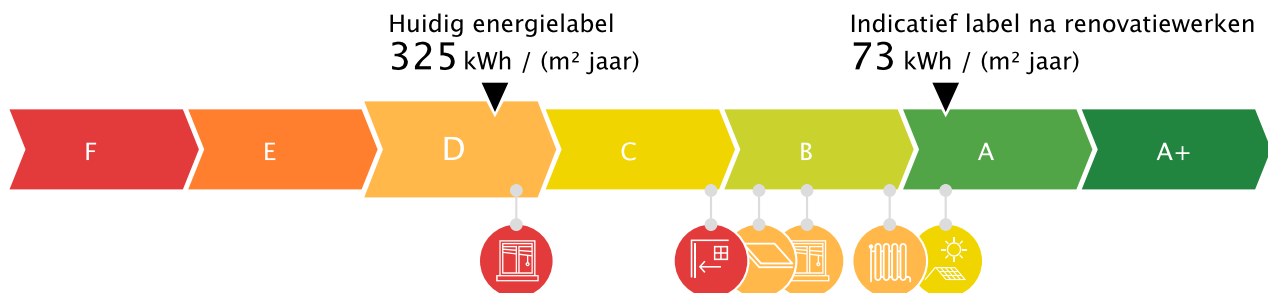 Huidig energielabel
325 kWh / (m² jaar)
Indicatief label na renovatiewerken
73 kWh / (m² jaar)
F
E
D
C
B
A
A+